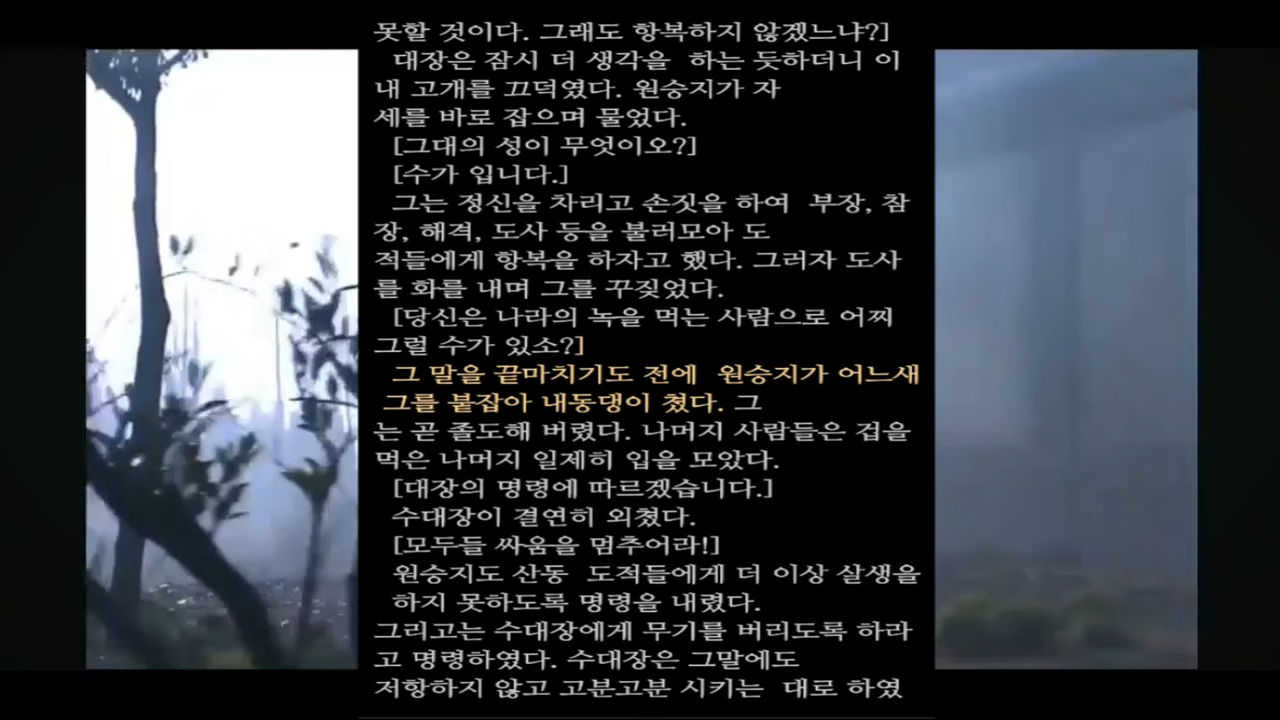 못할 것이다. 그래도 항복하지 않겠느냐?]
대장은 잠시 더 생각을 하는 듯하더니 이
내 고개를 끄덕였다. 원승지가 자
세를 바로 잡으며 물었다.
[그대의 성이 무엇이오?]
[수가 입니다.]
그는 정신을 차리고 손짓을 하여 부장, 참
장, 해격, 도사 등을 불러모아 도
적들에게 항복을 하자고 했다. 그러자 도사
를 화를 내며 그를 꾸짖었다.
[당신은 나라의 녹을 먹는 사람으로 어찌
그럴 수가 있소?]
그 말을 끝마치기도 전에 원승지가 어느새
그를 붙잡아 내동댕이 쳤다. 그
는 곧 졸도해 버렸다. 나머지 사람들은 겁을
먹은 나머지 일제히 입을 모았다.
[대장의 명령에 따르겠습니다.]
수대장이 결연히 외쳤다.
[모두들 싸움을 멈추어라!]
원승지도 산동 도적들에게 더 이상 살생을
하지 못하도록 명령을 내렸다.
그리고는 수대장에게 무기를 버리도록 하라
고 명령하였다. 수대장은 그말에도
저항하지 않고 고분고분 시키는 대로 하였